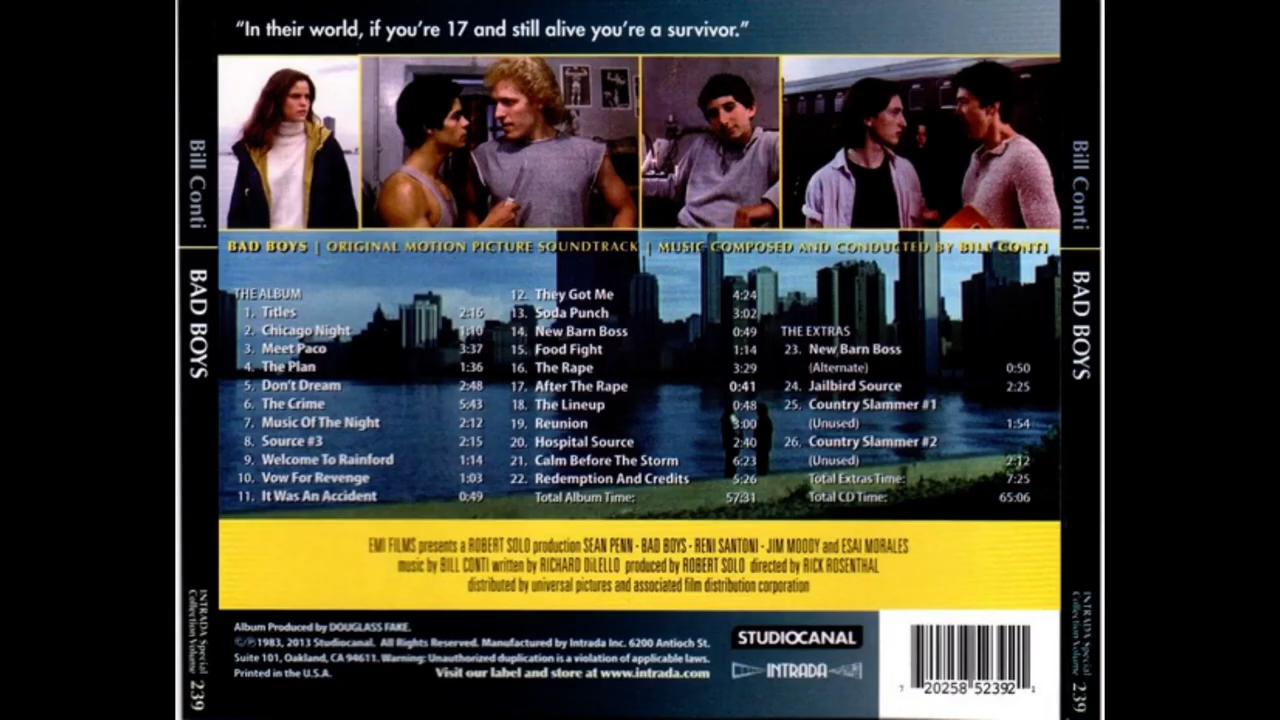 “In their world, if you’re 17 and still alive you’re a survivor.”
Bill Conti
BAD BOYS
INTRADA Special
Collection Volume 239
BAD BOYS | ORIGINAL MOTION PICTURE SOUNDTRACK | MUSIC COMPOSED AND CONDUCTED BY BILL CONTI
THE ALBUM
1. Titles 2:16
2. Chicago Night 1:10
3. Meet Paco 3:37
4. The Plan 1:36
5. Don't Dream 2:48
6. The Crime 5:43
7. Music Of The Night 2:12
8. Source #3 2:15
9. Welcome To Rainford 1:14
10. Vow For Revenge 1:03
11. It Was An Accident 0:49
12. They Got Me 4:24
13. Soda Punch 3:02
14. New Barn Boss 0:49
15. Food Fight 1:14
16. The Rape 3:29
17. After The Rape 0:41
18. The Lineup 0:48
19. Reunion 3:00
20. Hospital Source 2:40
21. Calm Before The Storm 6:23
22. Redemption And Credits 5:26
Total Album Time: 57:31
THE EXTRAS
23. New Barn Boss
(Alternate) 0:50
24. Jailbird Source 2:25
25. Country Slammer #1
(Unused) 1:54
26. Country Slammer #2
(Unused) 2:12
Total Extras Time: 7:25
Total CD Time: 65:06
EMI FILMS presents a ROBERT SOLO production SEAN PENN - BAD BOYS - RENI SANTONI - JIM MOODY and ESAI MORALES
music by BILL CONTI written by RICHARD DiLELLO produced by ROBERT SOLO directed by RICK ROSENTHAL
distributed by universal pictures and associated film distribution corporation
Album Produced by DOUGLASS FAKE.
©℗1983, 2013 Studiocanal. All Rights Reserved. Manufactured by Intrada Inc. 6200 Antioch St.
Suite 101, Oakland, CA 94611. Warning: Unauthorized duplication is a violation of applicable laws.
Printed in the U.S.A. Visit our label and store at www.intrada.com
STUDIOCANAL
INTRADA
7 20258 52392 1
Bill Conti
BAD BOYS
INTRADA Special
Collection Volume 239